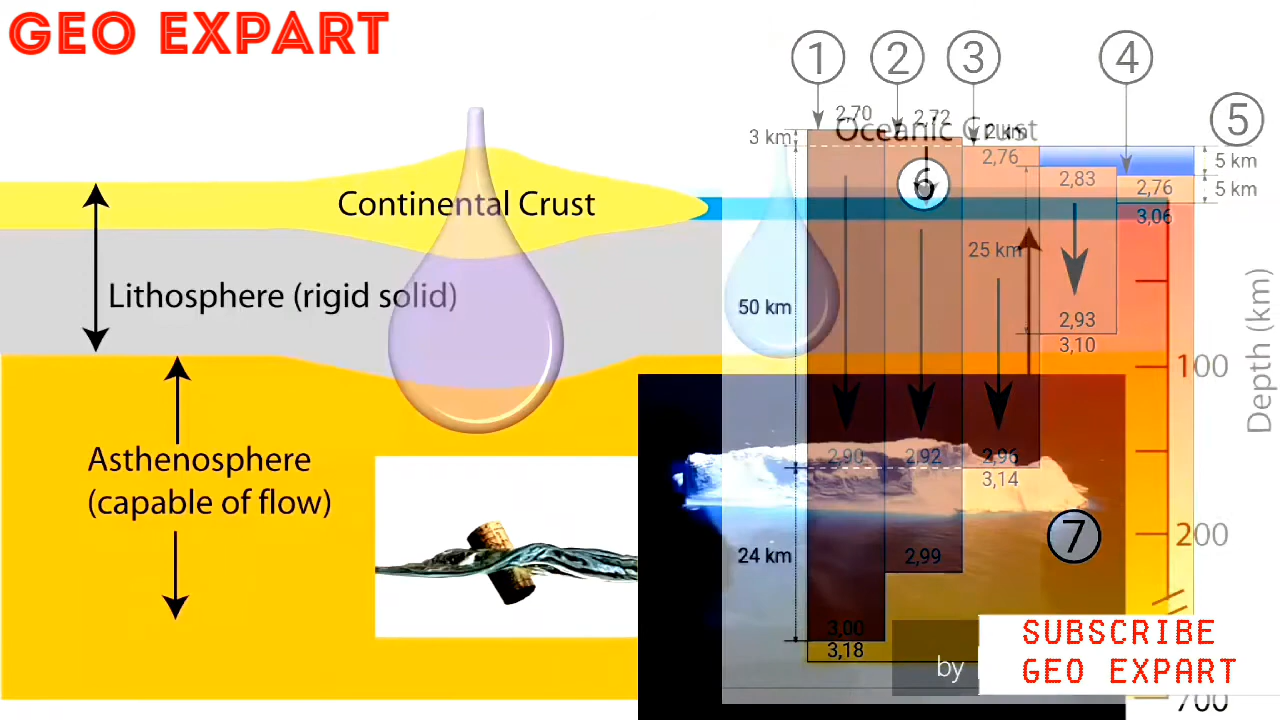 GEO EXPART
1
2
3
4
5
2,70
2,72
Oceanic Crust
3 km
2,76
5 km
2,83
2,76
5 km
3,06
6
Continental Crust
25 km
Lithosphere (rigid solid)
50 km
2,93
3,10
100
Depth (km)
Asthenosphere
(capable of flow)
2,90
2,92
2,96
3,14
7
200
24 km
2,99
3,00
3,18
by
SUBSCRIBE
GEO EXPART
700